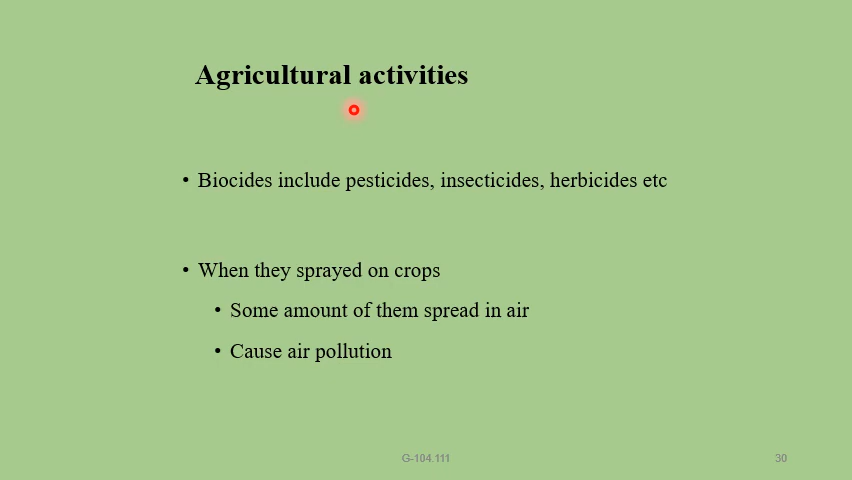 Agricultural activities
• Biocides include pesticides, insecticides, herbicides etc
• When they sprayed on crops
• Some amount of them spread in air
• Cause air pollution
G-104.111
30